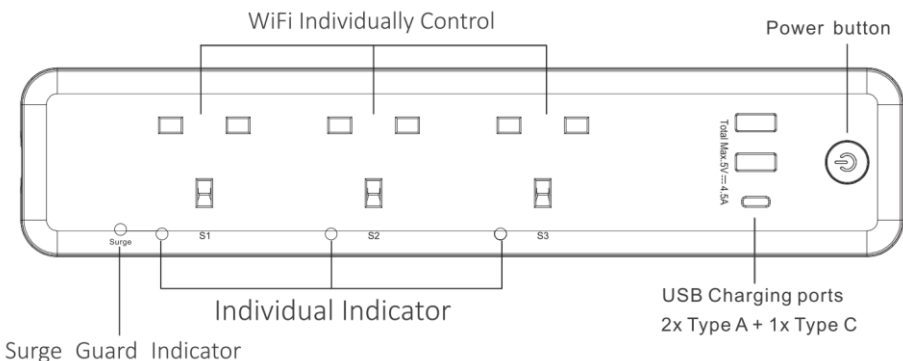 WiFi Individually Control
Power button
Total Max.5V⎓4.5A
Surge
S1
S2
S3
Individual Indicator
USB Charging ports
2x Type A + 1x Type C
Surge Guard Indicator